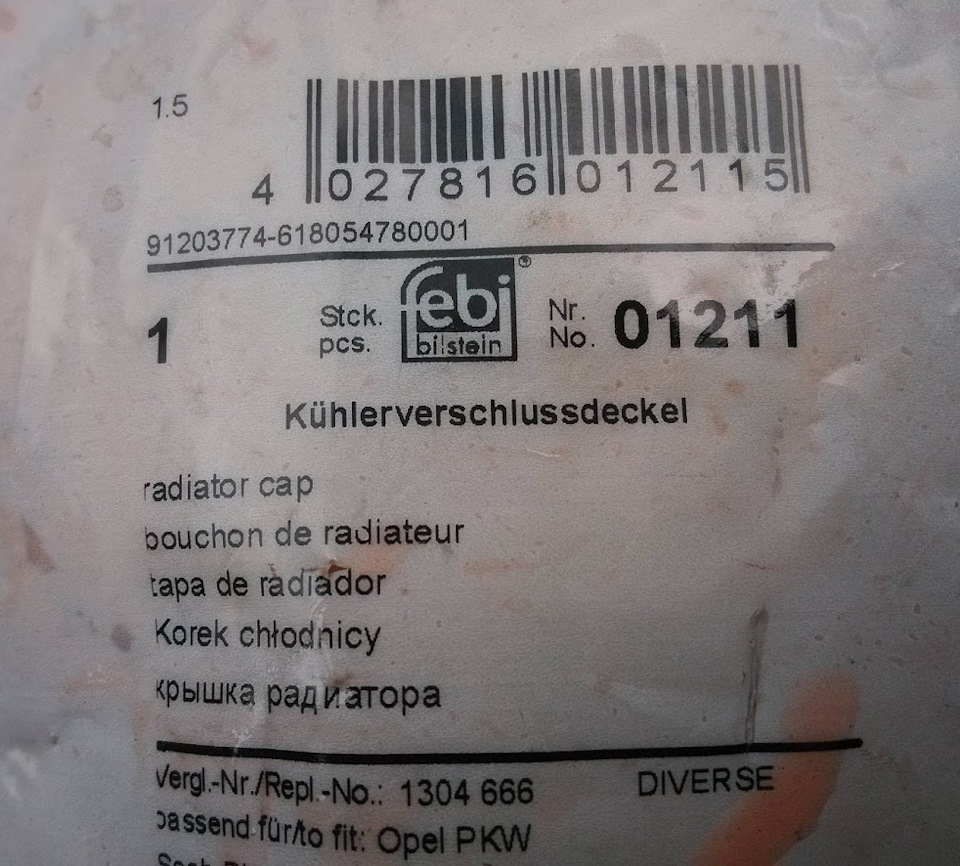 1.5
4 027816 012115
91203774-618054780001
1 Stck. pcs. febi bilstein ® Nr. No. 01211
Kühlerverschlussdeckel
radiator cap
bouchon de radiateur
tapa de radiador
Korek chłodnicy
крышка радиатора
Vergl.-Nr./Repl.-No.: 1304 666 DIVERSE
passend für/to fit: Opel PKW